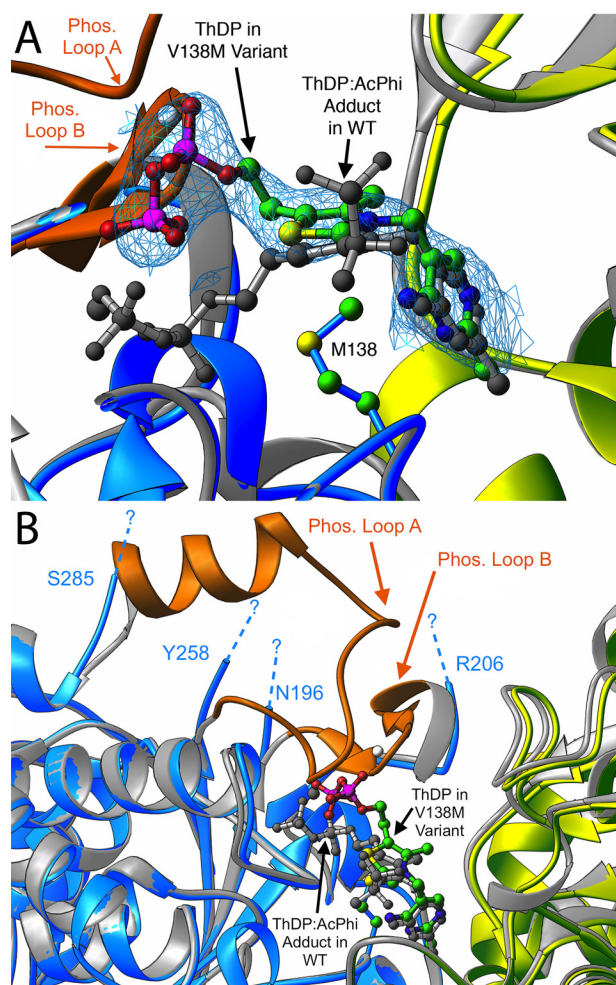 A
Phos.
Loop A
Phos.
Loop B
ThDP in
V138M Variant
ThDP:AcPhi
Adduct
in WT
M138
B
Phos. Loop A
Phos. Loop B
?
S285
?
Y258
?
N196
?
R206
ThDP in
V138M
Variant
ThDP:AcPhi
Adduct in
WT